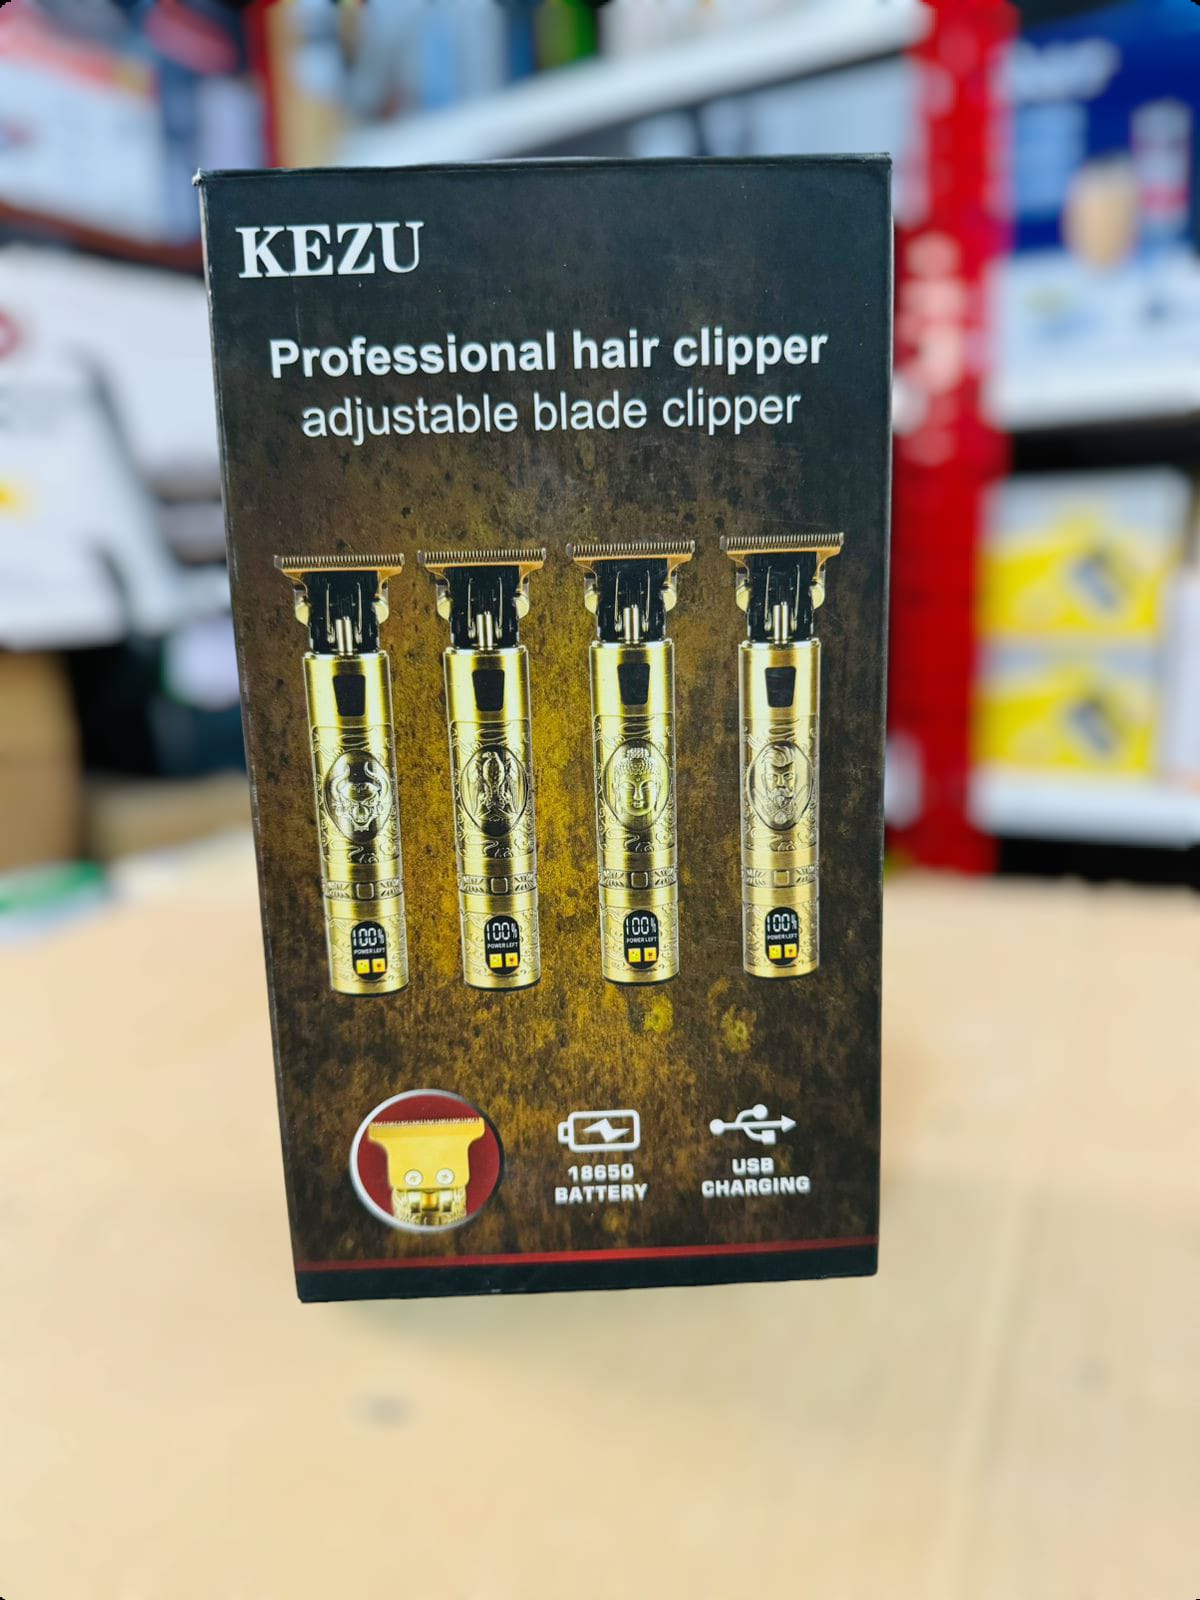 KEZU
Professional hair clipper
adjustable blade clipper
100%
POWER LEFT
100%
POWER LEFT
100%
POWER LEFT
100%
POWER LEFT
18650
BATTERY
USB
CHARGING